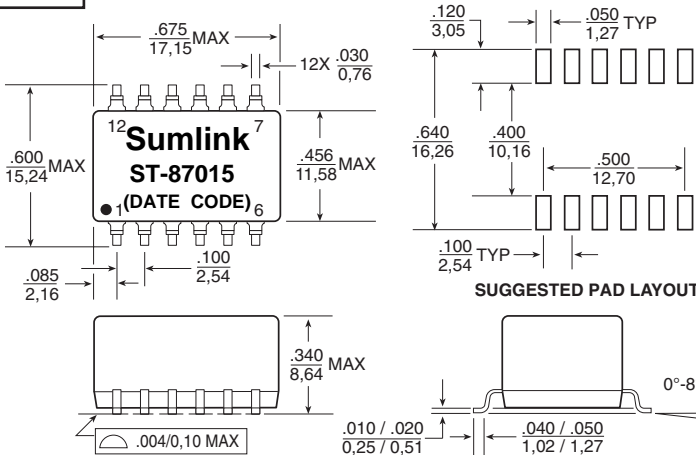 .675
17,15 MAX
12X .030
0,76
12 7
Sumlink
ST-87015
(DATE CODE)
1 6
.600
15,24 MAX
.456
11,58 MAX
.100
2,54
.085
2,16
.120
3,05
.050
1,27 TYP
.640
16,26
.400
10,16
.500
12,70
.100
2,54 TYP
SUGGESTED PAD LAYOUT
.340
8,64 MAX
.004/0,10 MAX
0°-8
.010 / .020
0,25 / 0,51
.040 / .050
1,02 / 1,27